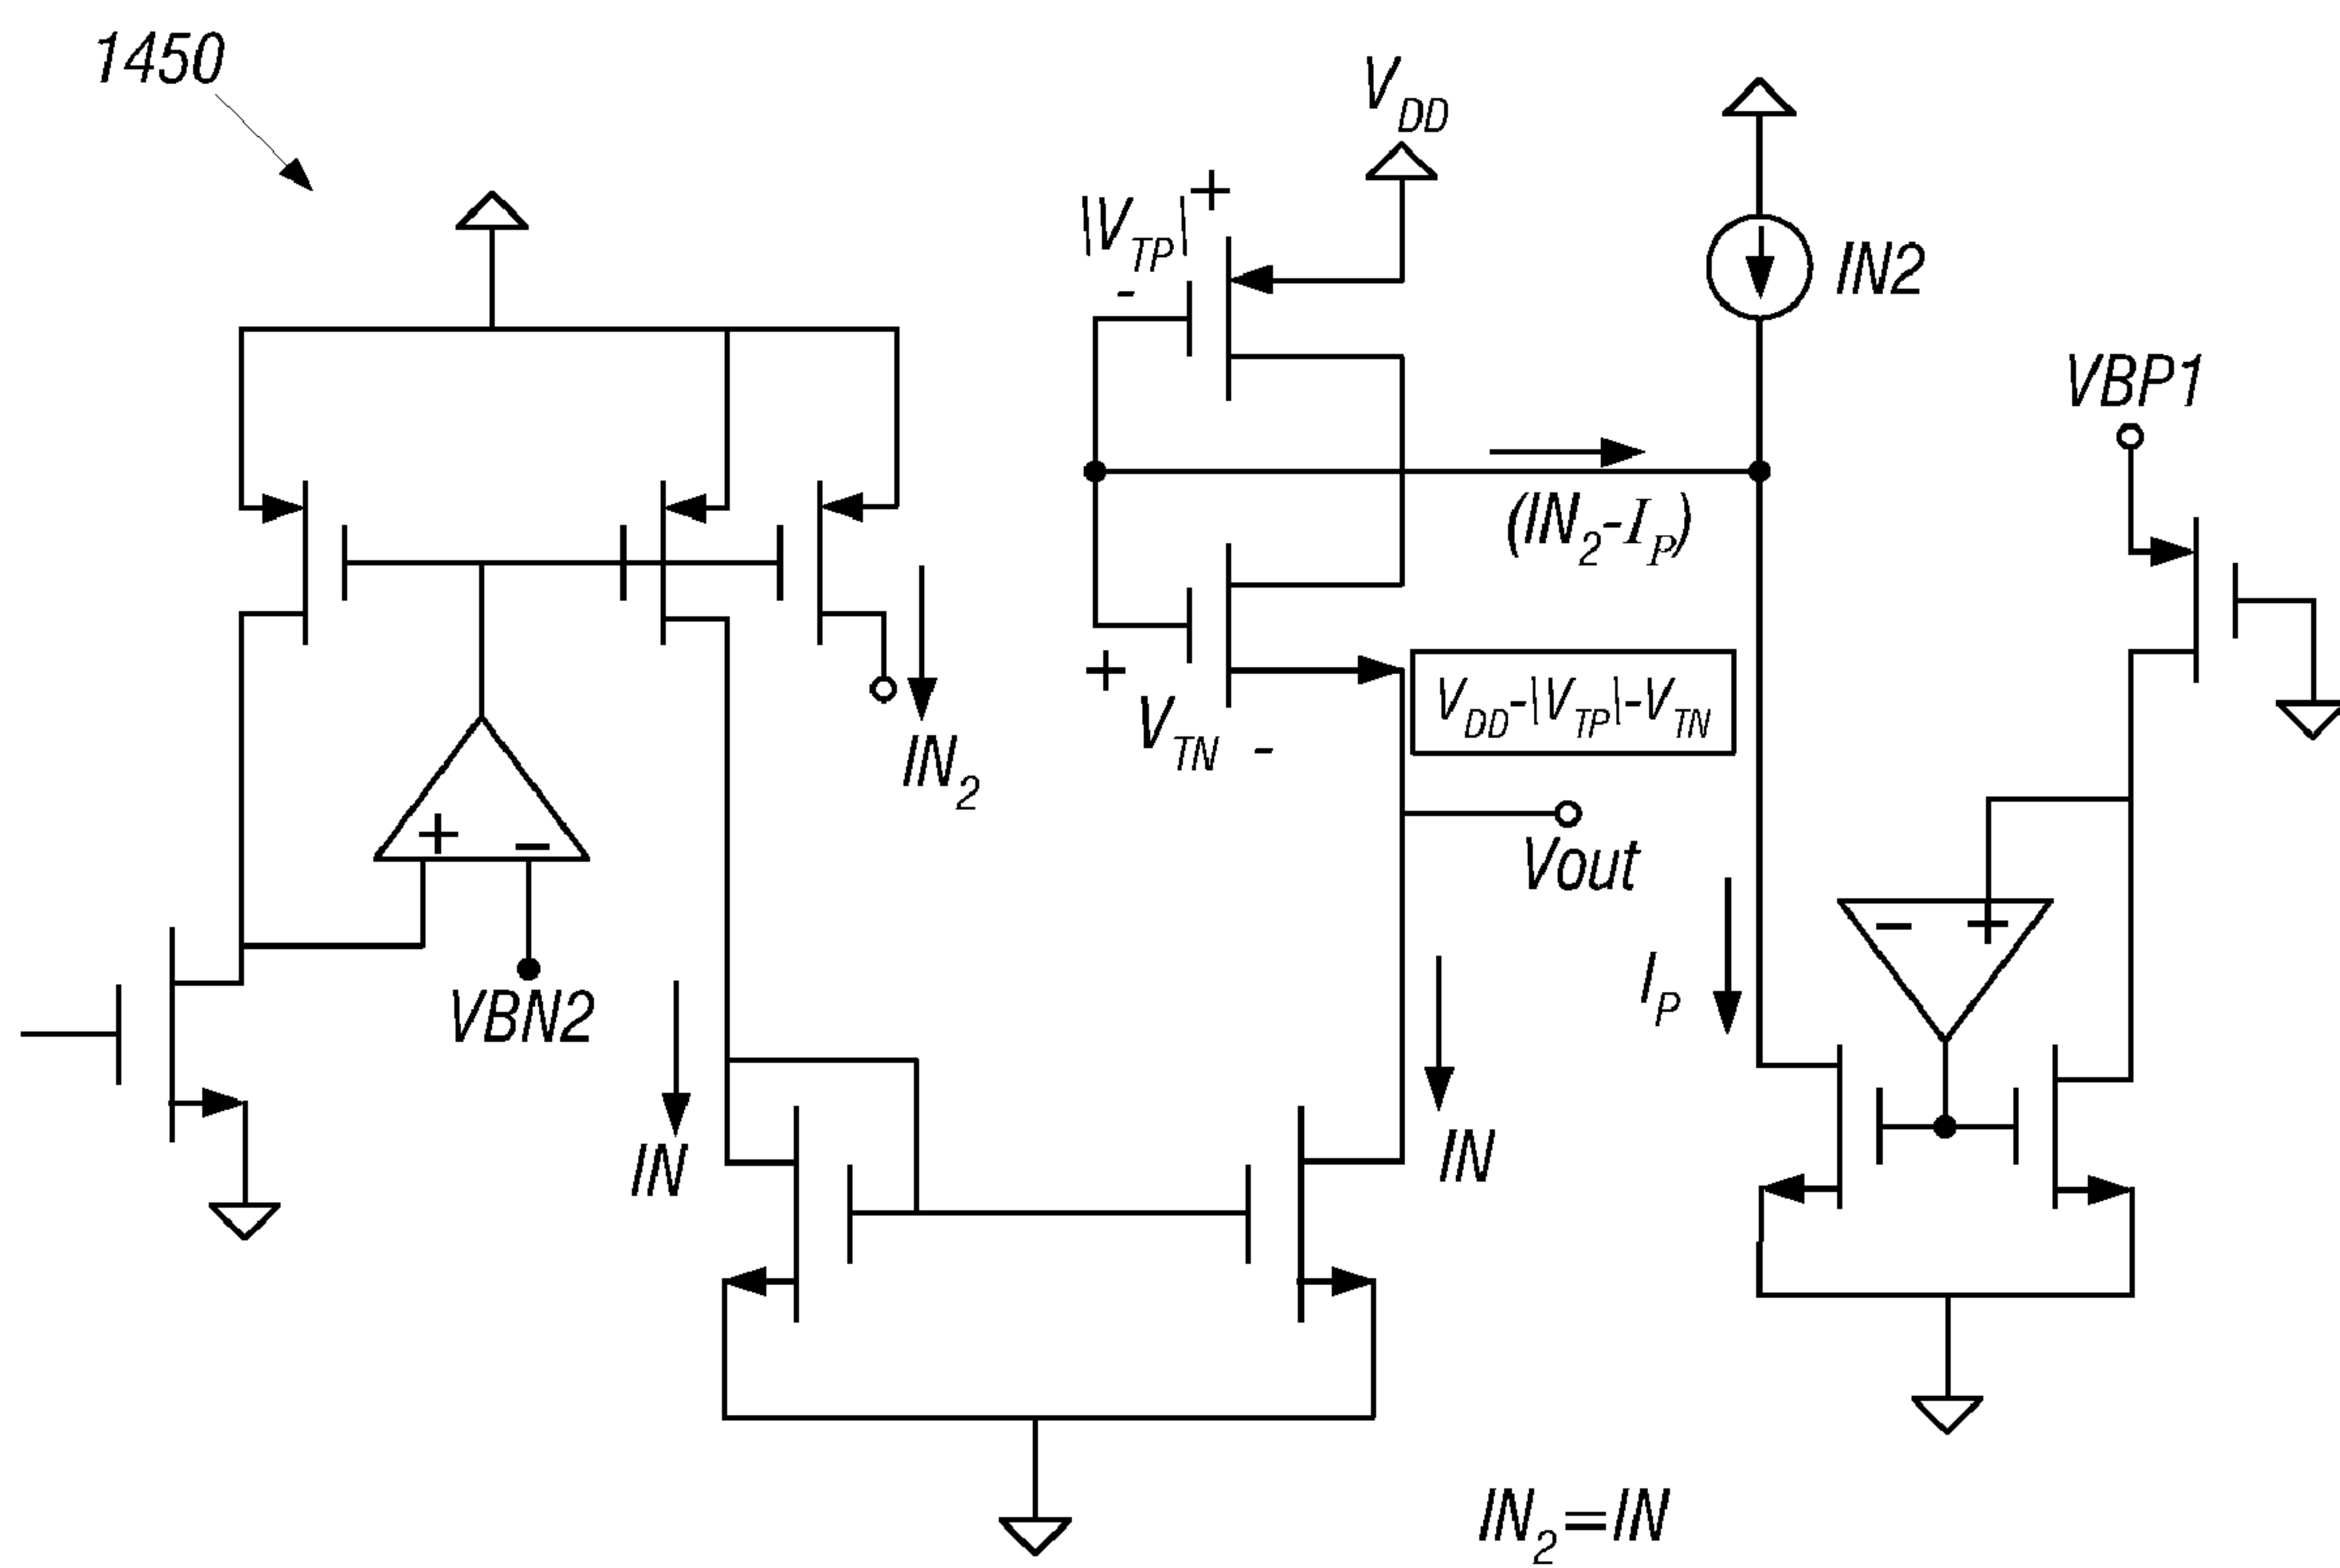 1450
V_DD
\V_TP\
+
-
IN2
VBP1
(IN_2-I_P)
+
V_TN -
V_DD-\V_TP\-V_TN
IN_2
Vout
+ -
VBN2
- +
I_P
IN
IN
IN_2=IN